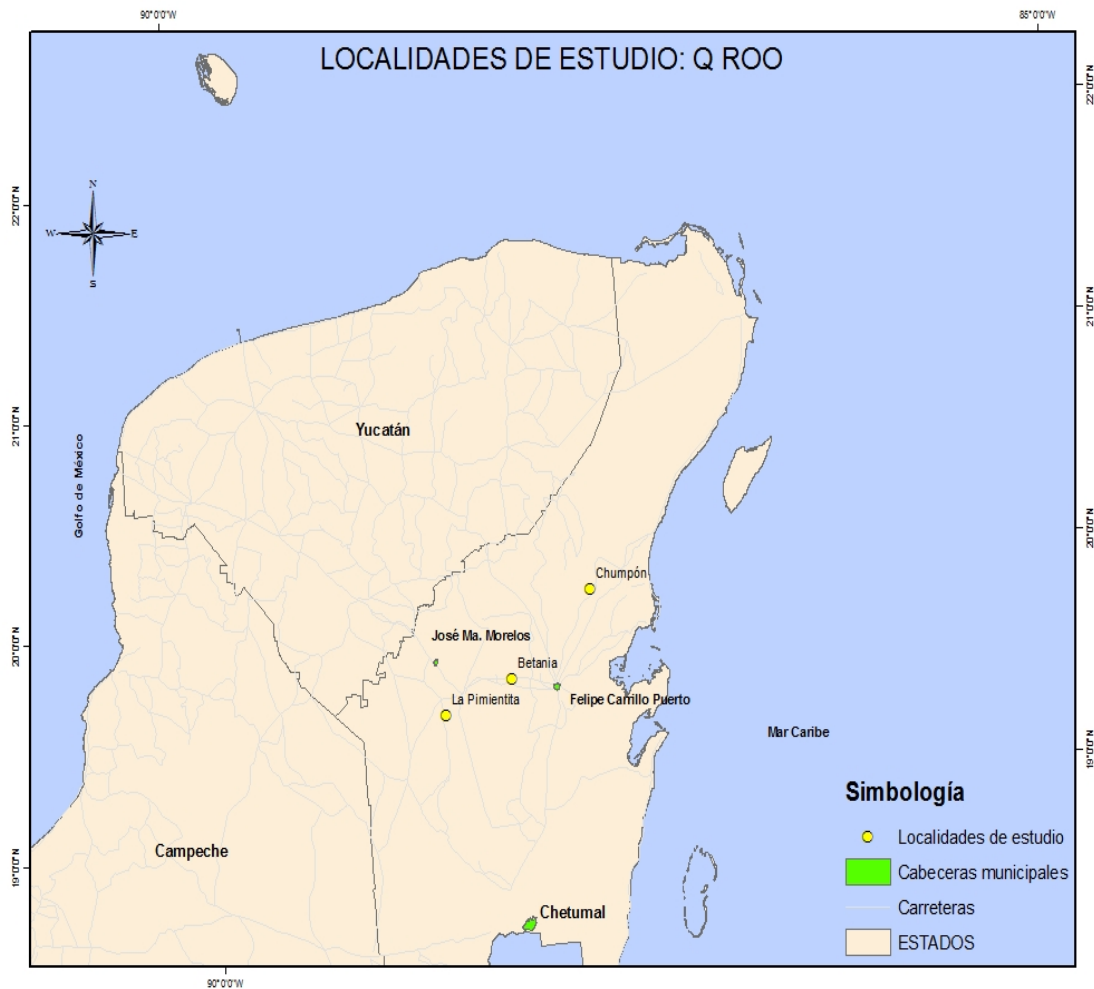 90°0'0"W
85°0'0"W
LOCALIDADES DE ESTUDIO: Q ROO
22°0'0"N
N
W
E
S
22°0'0"N
21°0'0"N
21°0'0"N
Golfo de México
Yucatán
20°0'0"N
Chumpón
José Ma. Morelos
20°0'0"N
Betania
La Pimientita
Felipe Carrillo Puerto
Mar Caribe
19°0'0"N
Simbología
Localidades de estudio
Campeche
19°0'0"N
Cabeceras municipales
Chetumal
Carreteras
ESTADOS
90°0'0"W